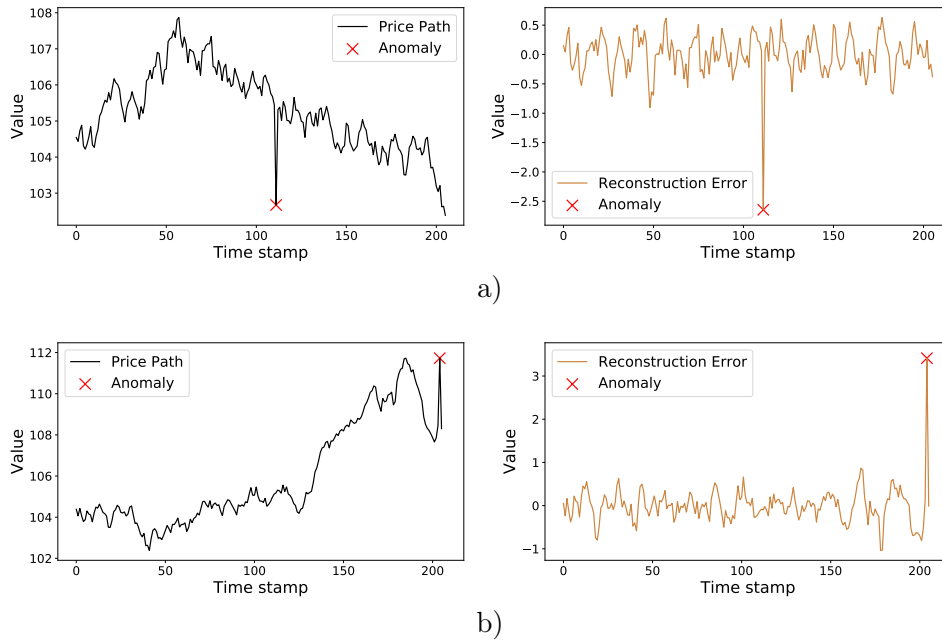 Price Path
Anomaly
Value
108
107
106
105
104
103
0
50
100
150
200
Time stamp
Reconstruction Error
Anomaly
Value
0.5
0.0
−0.5
−1.0
−1.5
−2.0
−2.5
0
50
100
150
200
Time stamp
a)
Price Path
Anomaly
Value
112
110
108
106
104
102
0
50
100
150
200
Time stamp
Reconstruction Error
Anomaly
Value
3
2
1
0
−1
0
50
100
150
200
Time stamp
b)